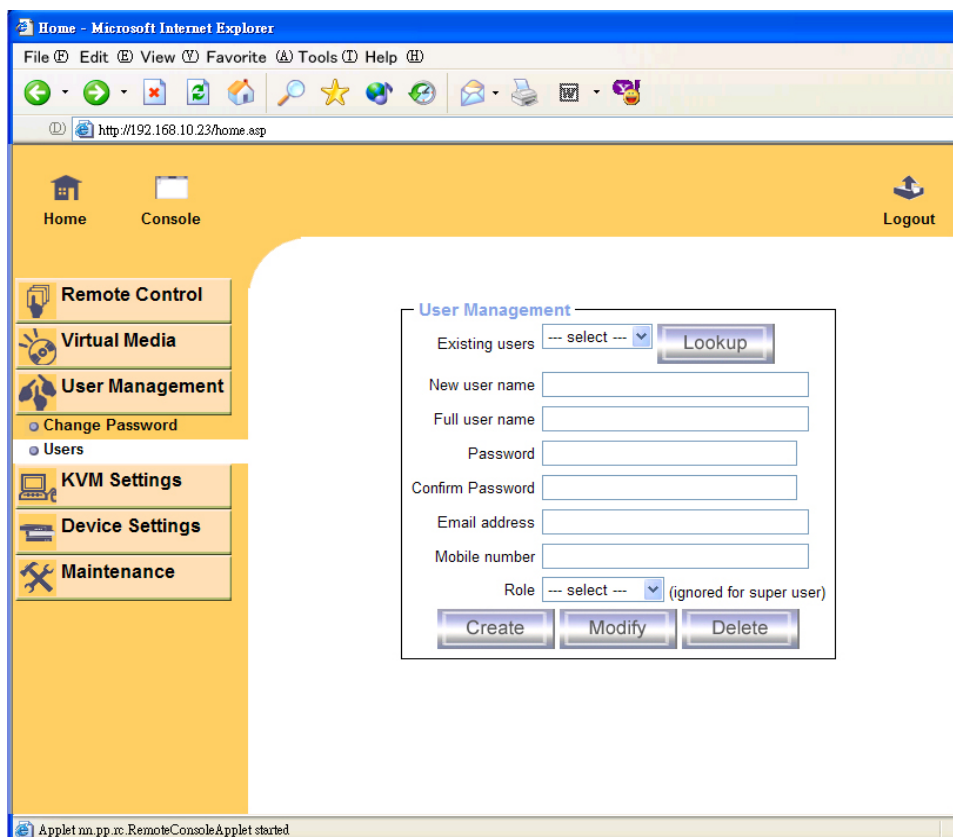 Home - Microsoft Internet Explorer
File (F) Edit (E) View (V) Favorite (A) Tools (T) Help (H)
(D) http://192.168.10.23/home.asp
Home Console Logout
Remote Control
Virtual Media
User Management
Change Password
Users
KVM Settings
Device Settings
Maintenance
User Management
Existing users --- select --- Lookup
New user name
Full user name
Password
Confirm Password
Email address
Mobile number
Role --- select --- (ignored for super user)
Create Modify Delete
Applet nn.pp.rc.RemoteConsoleApplet started